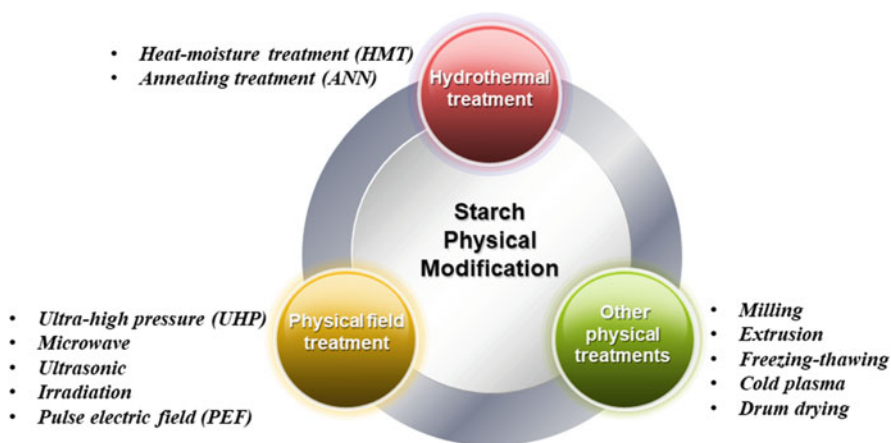 • Heat-moisture treatment (HMT)
• Annealing treatment (ANN)
Hydrothermal
treatment
Starch
Physical
Modification
• Ultra-high pressure (UHP)
• Microwave
• Ultrasonic
• Irradiation
• Pulse electric field (PEF)
Physical field
treatment
Other
physical
treatments
• Milling
• Extrusion
• Freezing-thawing
• Cold plasma
• Drum drying